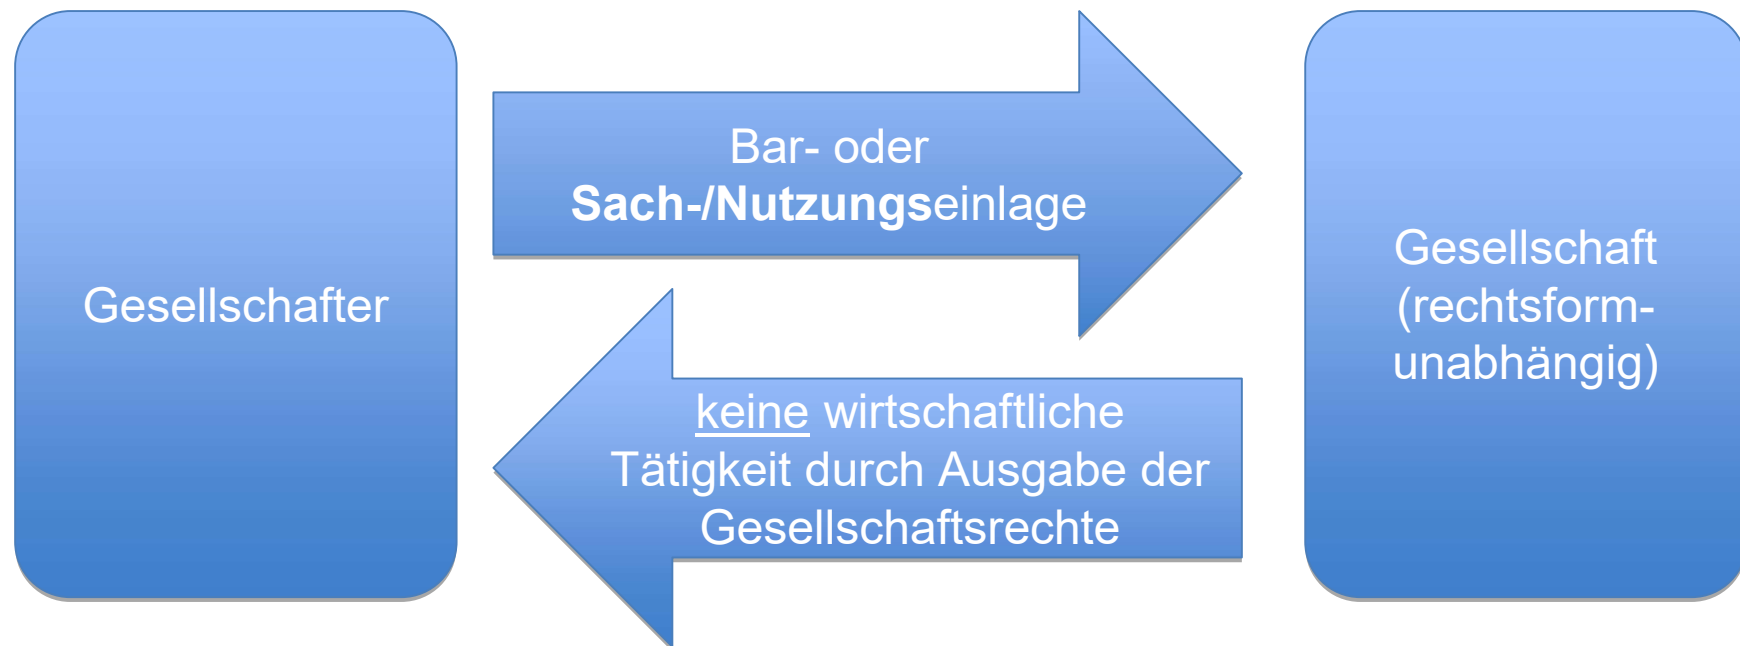 Gesellschafter
Bar- oder
Sach-/Nutzungseinlage
keine wirtschaftliche
Tätigkeit durch Ausgabe der
Gesellschaftsrechte
Gesellschaft
(rechtsform-
unabhängig)